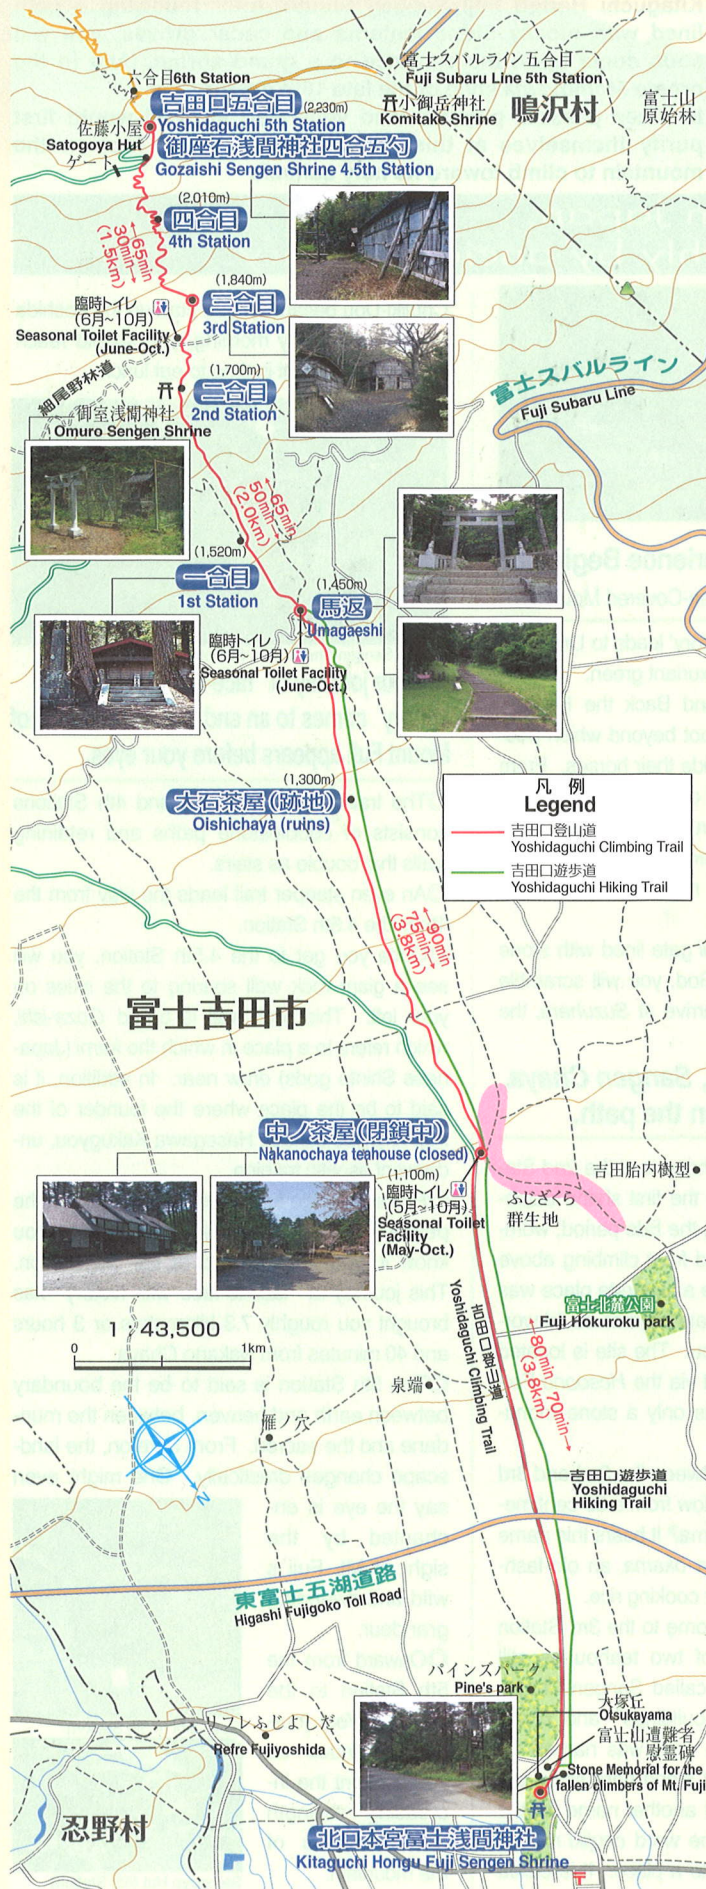 富士スバルライン五合目
Fuji Subaru Line 5th Station
六合目6th Station
吉田口五合目
(2,230m)
Yoshidaguchi 5th Station
小御岳神社
Komitake Shrine
鳴沢村
富士山
原始林
佐藤小屋
Satogoya Hut
ゲート
御座石浅間神社四合五勺
Gozaishi Sengen Shrine 4.5th Station
(2,010m)
四合目
4th Station
65min
30min
(1.5km)
(1,840m)
三合目
3rd Station
臨時トイレ
(6月~10月)
Seasonal Toilet Facility
(June-Oct.)
(1,700m)
二合目
2nd Station
細尾野林道
御室浅間神社
Omuro Sengen Shrine
富士スバルライン
Fuji Subaru Line
65min
50min
(2.0km)
(1,520m)
一合目
1st Station
(1,450m)
馬返
Umagaeshi
臨時トイレ
(6月~10月)
Seasonal Toilet Facility
(June-Oct.)
(1,300m)
大石茶屋(跡地)
Oishichaya (ruins)
凡 例
Legend
吉田口登山道
Yoshidaguchi Climbing Trail
吉田口遊歩道
Yoshidaguchi Hiking Trail
90min
75min
(3.8km)
富士吉田市
中ノ茶屋(閉鎖中)
Nakanochaya teahouse (closed)
(1,100m)
臨時トイレ
(5月~10月)
Seasonal Toilet
Facility
(May-Oct.)
吉田胎内樹型
ふじざくら
群生地
富士北麓公園
Fuji Hokuroku park
1:43,500
0 1km
吉田口登山道
Yoshidaguchi Climbing Trail
80min
70min
(3.8km)
泉端
雁ノ穴
N
吉田口遊歩道
Yoshidaguchi
Hiking Trail
東富士五湖道路
Higashi Fujigoko Toll Road
パインズパーク
Pine's park
大塚丘
Otsukayama
富士山遭難者
慰霊碑
Stone Memorial for the
fallen climbers of Mt. Fuji
リフレふじよしだ
Refre Fujiyoshida
忍野村
北口本宮冨士浅間神社
Kitaguchi Hongu Fuji Sengen Shrine